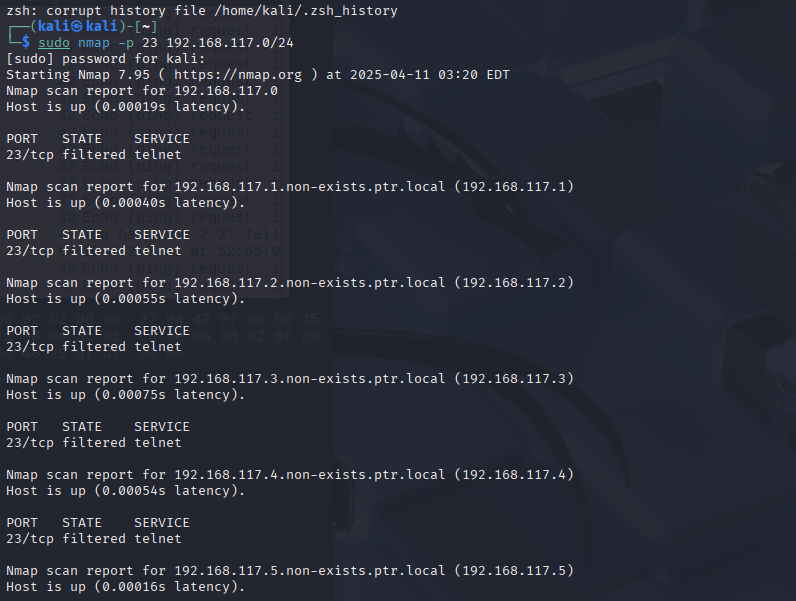 zsh: corrupt history file /home/kali/.zsh_history
┌──(kali㉿kali)-[~]
└─$ sudo nmap -p 23 192.168.117.0/24
[sudo] password for kali:
Starting Nmap 7.95 ( https://nmap.org ) at 2025-04-11 03:20 EDT
Nmap scan report for 192.168.117.0
Host is up (0.00019s latency).

PORT   STATE    SERVICE
23/tcp filtered telnet

Nmap scan report for 192.168.117.1.non-exists.ptr.local (192.168.117.1)
Host is up (0.00040s latency).

PORT   STATE    SERVICE
23/tcp filtered telnet

Nmap scan report for 192.168.117.2.non-exists.ptr.local (192.168.117.2)
Host is up (0.00055s latency).

PORT   STATE    SERVICE
23/tcp filtered telnet

Nmap scan report for 192.168.117.3.non-exists.ptr.local (192.168.117.3)
Host is up (0.00075s latency).

PORT   STATE    SERVICE
23/tcp filtered telnet

Nmap scan report for 192.168.117.4.non-exists.ptr.local (192.168.117.4)
Host is up (0.00054s latency).

PORT   STATE    SERVICE
23/tcp filtered telnet

Nmap scan report for 192.168.117.5.non-exists.ptr.local (192.168.117.5)
Host is up (0.00016s latency).